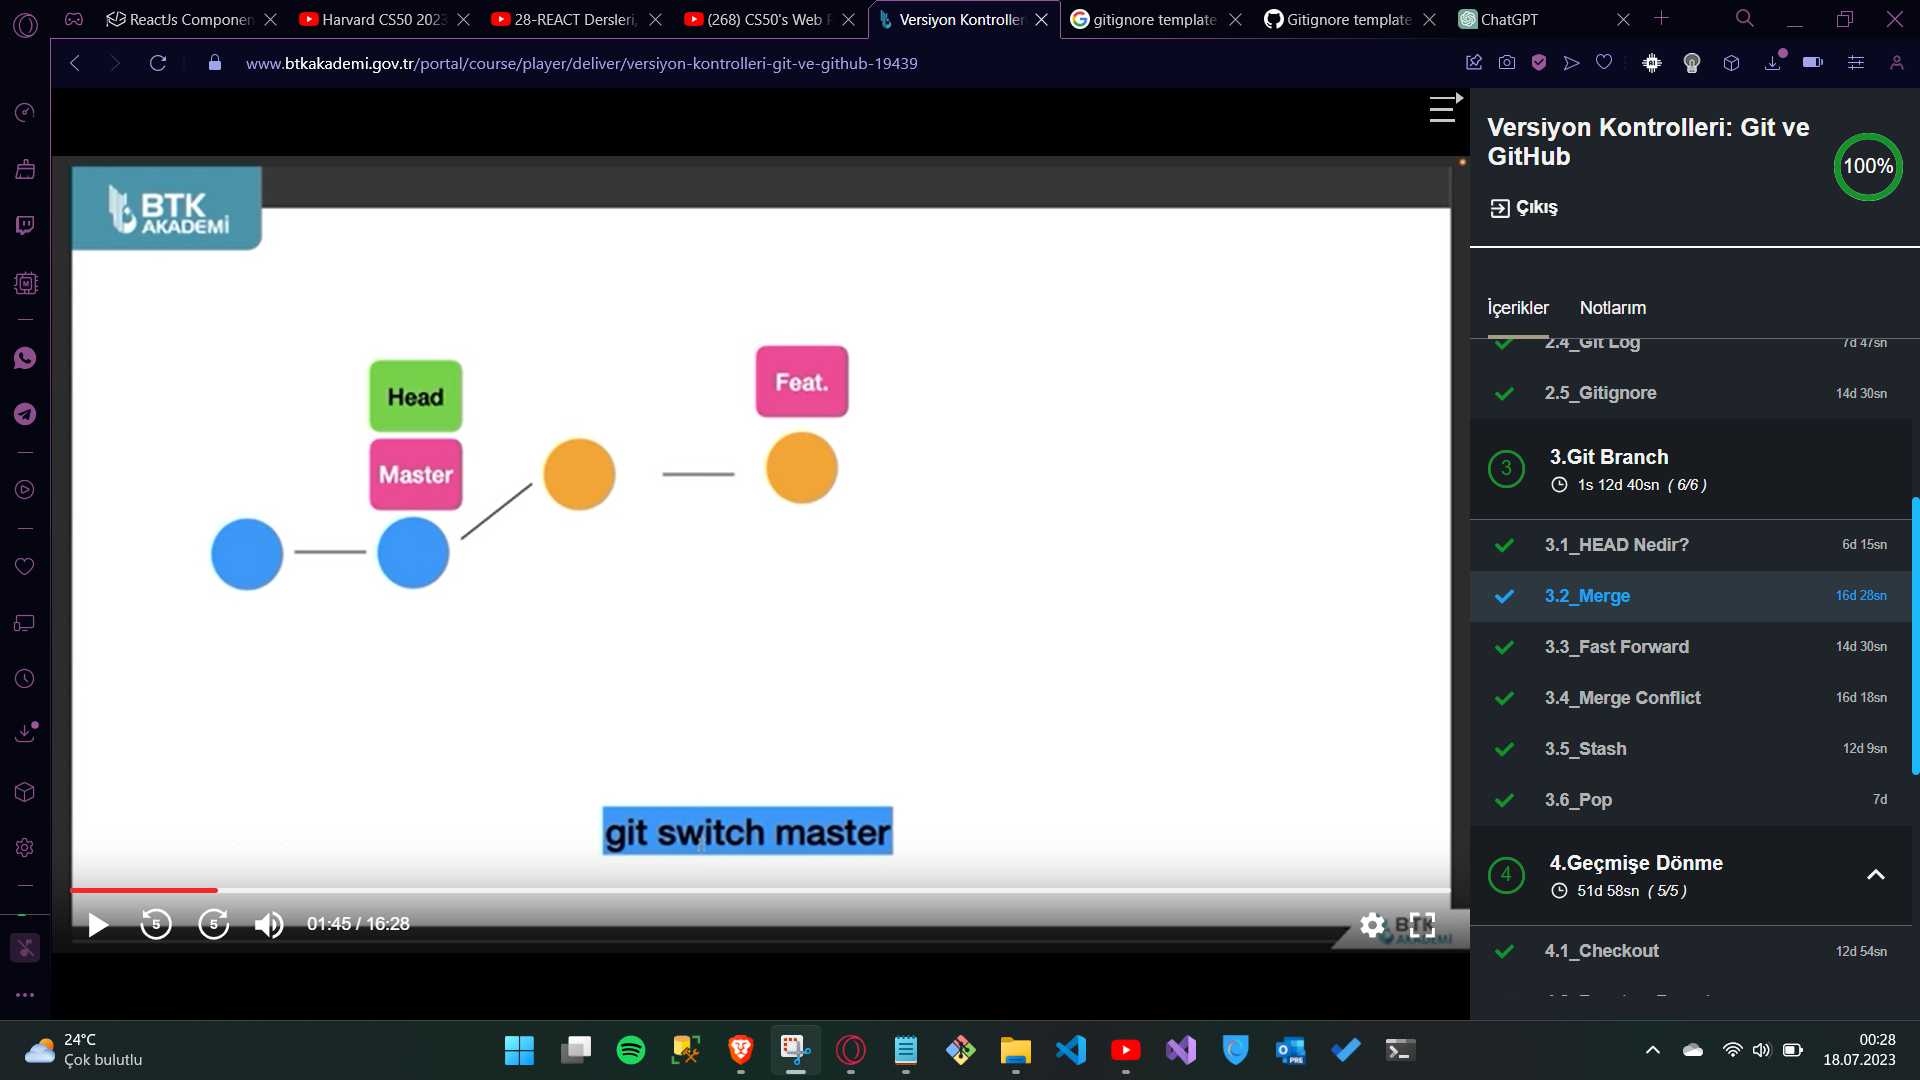 ReactJs Componen
Harvard CS50 2023
28-REACT Dersleri,
(268) CS50's Web P
Versiyon Kontroller
gitignore template
Gitignore template
ChatGPT
www.btkakademi.gov.tr/portal/course/player/deliver/versiyon-kontrolleri-git-ve-github-19439
BTK
AKADEMİ
Head
Master
Feat.
git switch master
5
5
01:45 / 16:28
BTK
AKADEMİ
Versiyon Kontrolleri: Git ve
GitHub
100%
Çıkış
İçerikler
Notlarım
2.4_Git Log 7d 47sn
2.5_Gitignore 14d 30sn
3
3.Git Branch
1s 12d 40sn ( 6/6 )
3.1_HEAD Nedir? 6d 15sn
3.2_Merge 16d 28sn
3.3_Fast Forward 14d 30sn
3.4_Merge Conflict 16d 18sn
3.5_Stash 12d 9sn
3.6_Pop 7d
4
4.Geçmişe Dönme
51d 58sn ( 5/5 )
4.1_Checkout 12d 54sn
24°C
Çok bulutlu
PRE
00:28
18.07.2023